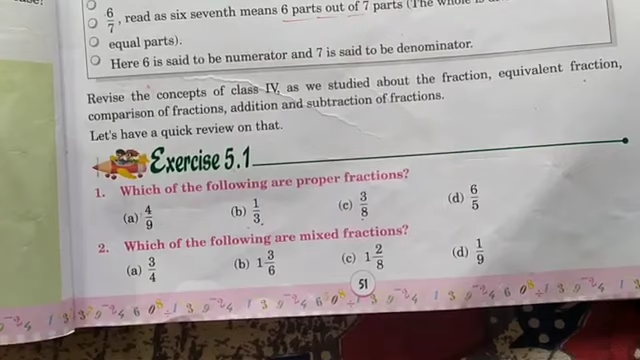 6/7, read as six seventh means 6 parts out of 7 parts (The whole is
equal parts).
Here 6 is said to be numerator and 7 is said to be denominator.
Revise the concepts of class IV, as we studied about the fraction, equivalent fraction,
comparison of fractions, addition and subtraction of fractions.
Let's have a quick review on that.
Exercise 5.1
1. Which of the following are proper fractions?
(a) 4/9 (b) 1/3 (c) 3/8 (d) 6/5
2. Which of the following are mixed fractions?
(a) 3/4 (b) 1 3/6 (c) 1 2/8 (d) 1/9
51